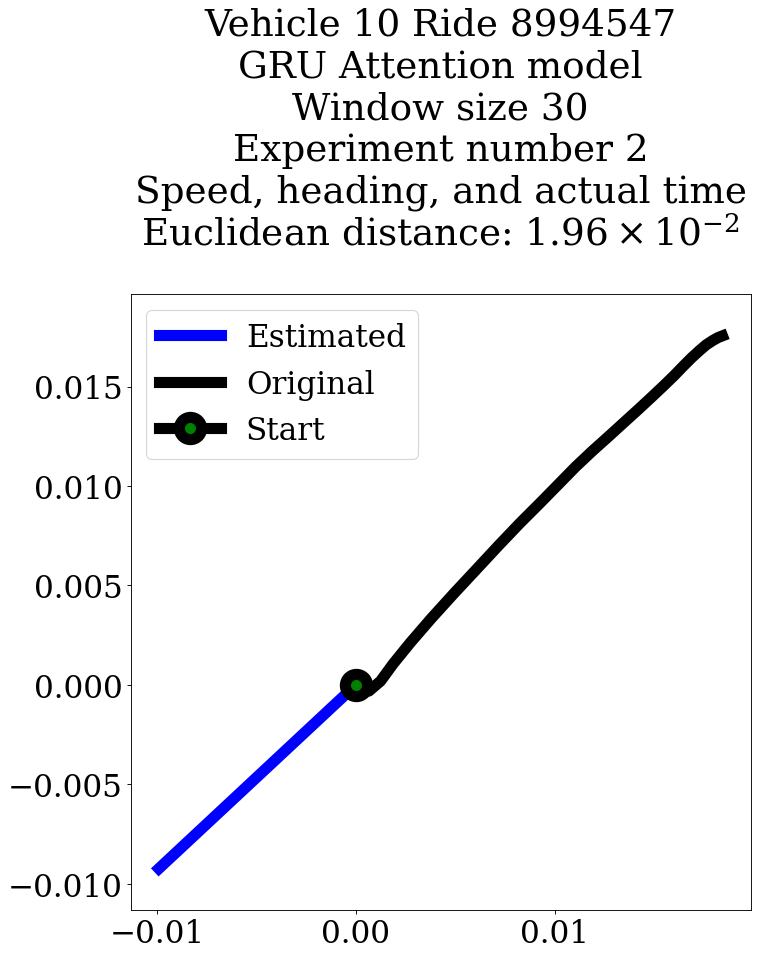 Vehicle 10 Ride 8994547
GRU Attention model
Window size 30
Experiment number 2
Speed, heading, and actual time
Euclidean distance: 1.96 × 10⁻²
Estimated
Original
Start
0.015
0.010
0.005
0.000
−0.005
−0.010
−0.01 0.00 0.01